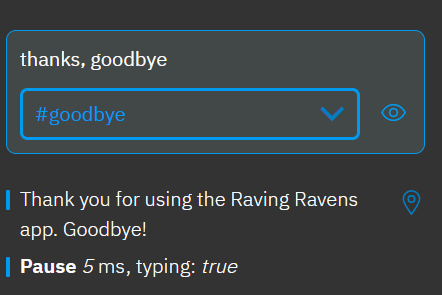 thanks, goodbye
#goodbye
Thank you for using the Raving Ravens
app. Goodbye!
Pause 5 ms, typing: true